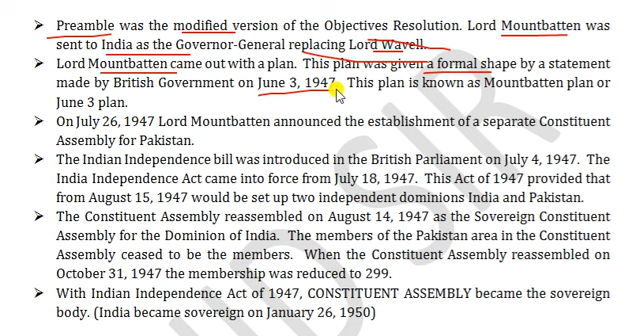 ➢ Preamble was the modified version of the Objectives Resolution. Lord Mountbatten was
sent to India as the Governor-General replacing Lord Wavell.
➢ Lord Mountbatten came out with a plan. This plan was given a formal shape by a statement
made by British Government on June 3, 1947. This plan is known as Mountbatten plan or
June 3 plan.
➢ On July 26, 1947 Lord Mountbatten announced the establishment of a separate Constituent
Assembly for Pakistan.
➢ The Indian Independence bill was introduced in the British Parliament on July 4, 1947. The
India Independence Act came into force from July 18, 1947. This Act of 1947 provided that
from August 15, 1947 would be set up two independent dominions India and Pakistan.
➢ The Constituent Assembly reassembled on August 14, 1947 as the Sovereign Constituent
Assembly for the Dominion of India. The members of the Pakistan area in the Constituent
Assembly ceased to be the members. When the Constituent Assembly reassembled on
October 31, 1947 the membership was reduced to 299.
➢ With Indian Independence Act of 1947, CONSTITUENT ASSEMBLY became the sovereign
body. (India became sovereign on January 26, 1950)